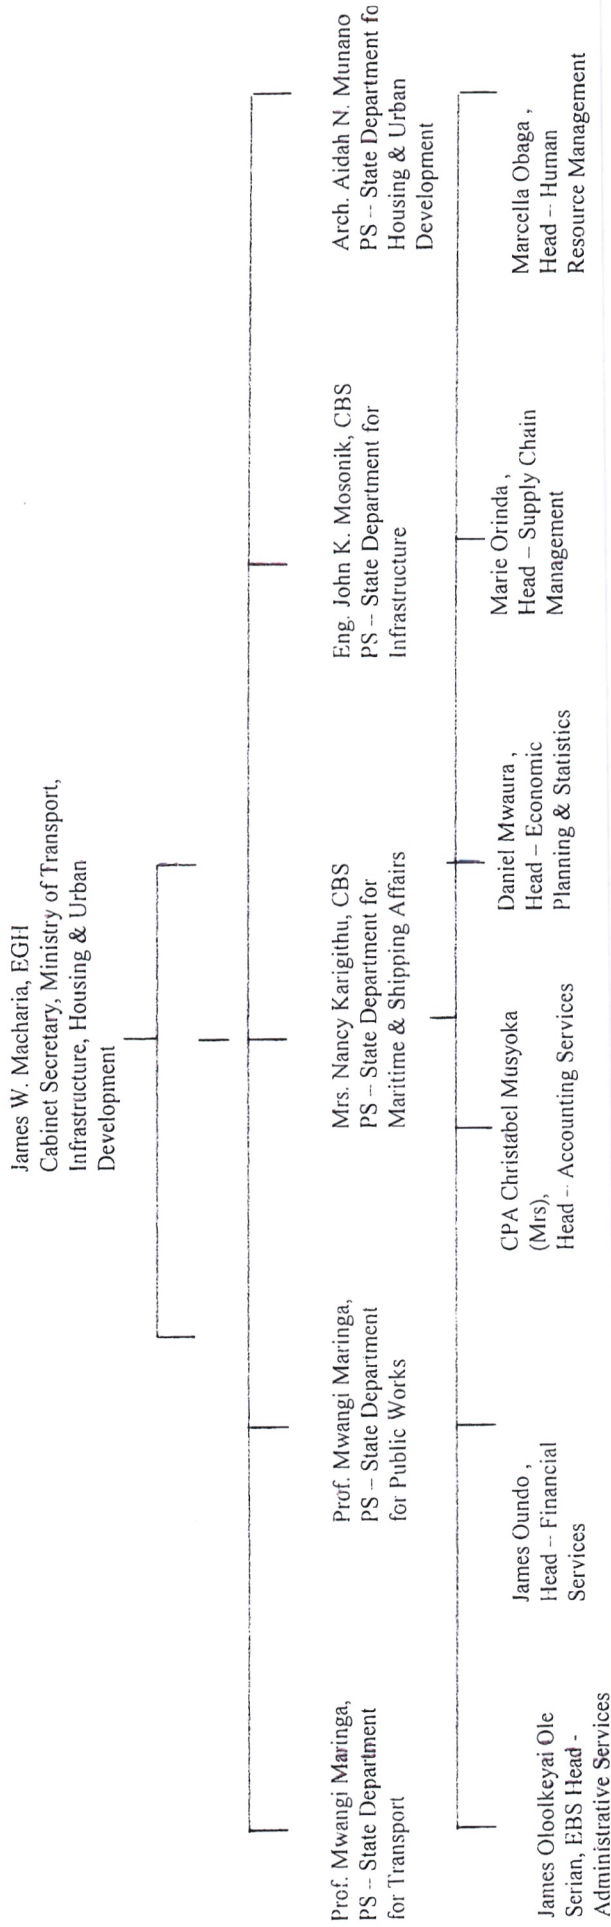 James W. Macharia, EGH
Cabinet Secretary, Ministry of Transport,
Infrastructure, Housing & Urban
Development
Prof. Mwangi Maringa,
PS – State Department
for Transport
Prof. Mwangi Maringa,
PS – State Department
for Public Works
Mrs. Nancy Karigithu, CBS
PS – State Department for
Maritime & Shipping Affairs
Eng. John K. Mosonik, CBS
PS – State Department for
Infrastructure
Arch. Aidah N. Munano
PS – State Department fo
Housing & Urban
Development
James Oloolkeyai Ole
Serian, EBS Head -
Administrative Services
James Oundo ,
Head – Financial
Services
CPA Christabel Musyoka
(Mrs),
Head – Accounting Services
Daniel Mwaura ,
Head – Economic
Planning & Statistics
Marie Orinda ,
Head – Supply Chain
Management
Marcella Obaga ,
Head – Human
Resource Management